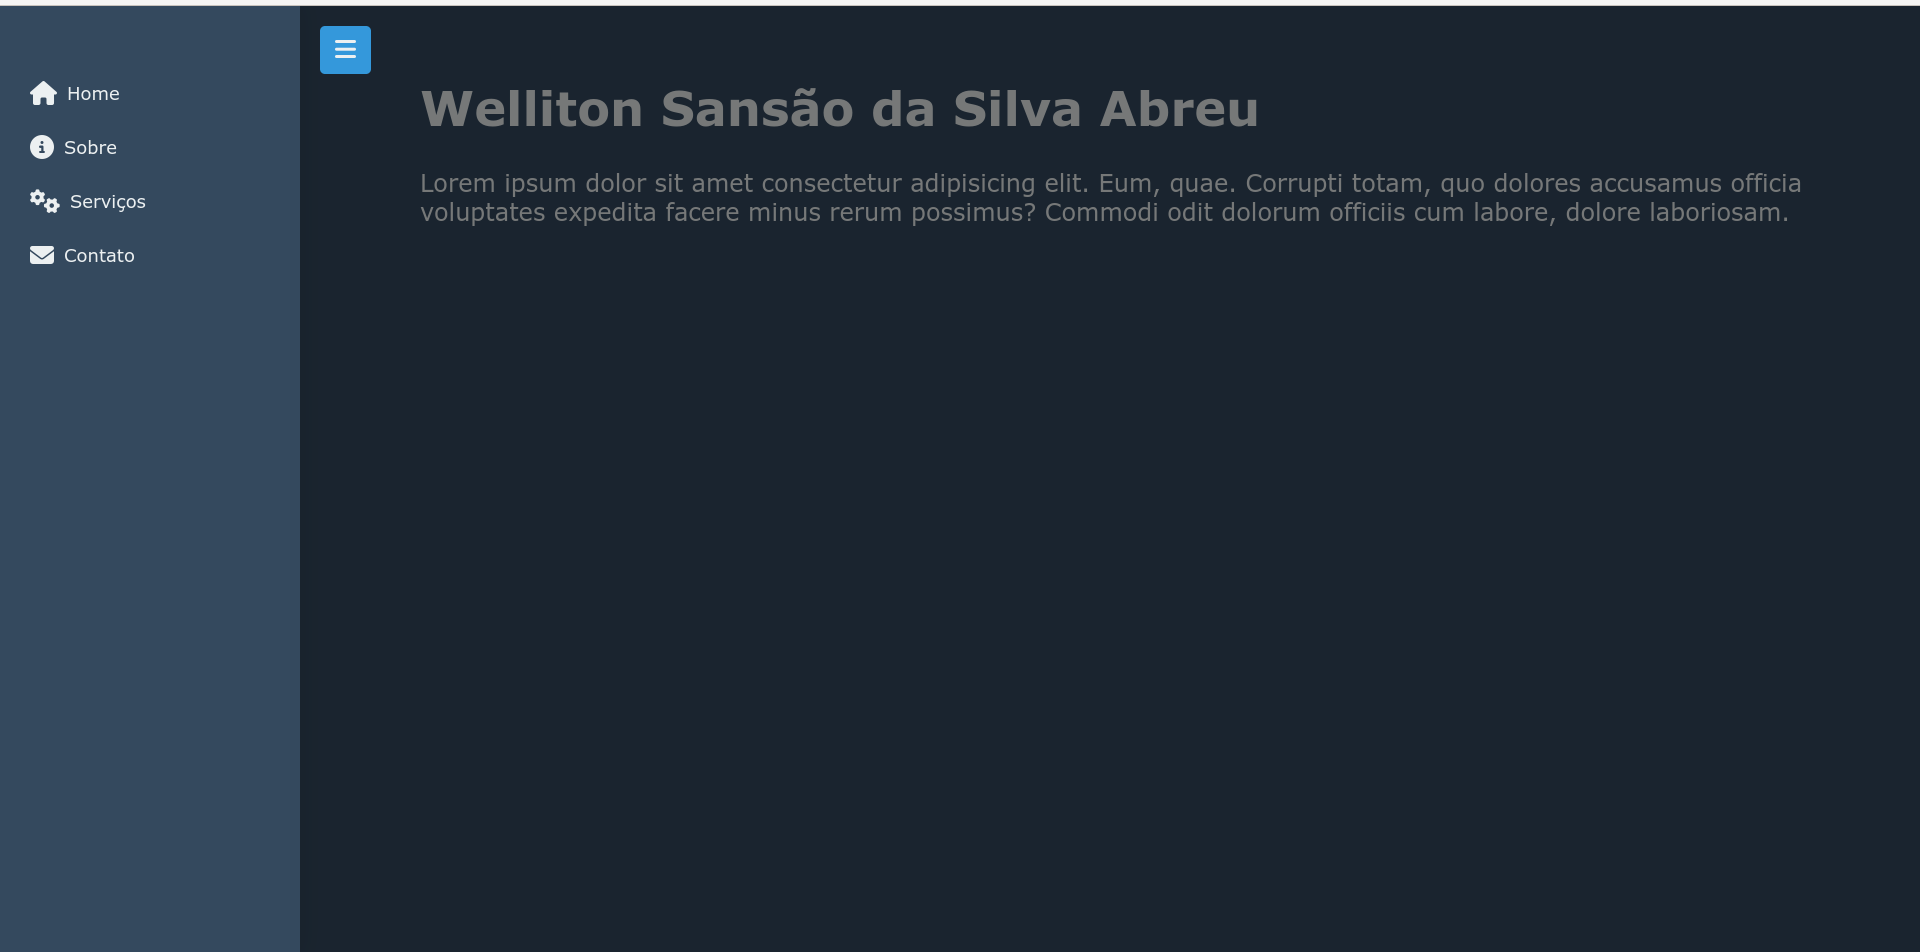 Home
Sobre
Serviços
Contato
Welliton Sansão da Silva Abreu
Lorem ipsum dolor sit amet consectetur adipisicing elit. Eum, quae. Corrupti totam, quo dolores accusamus officia
voluptates expedita facere minus rerum possimus? Commodi odit dolorum officiis cum labore, dolore laboriosam.